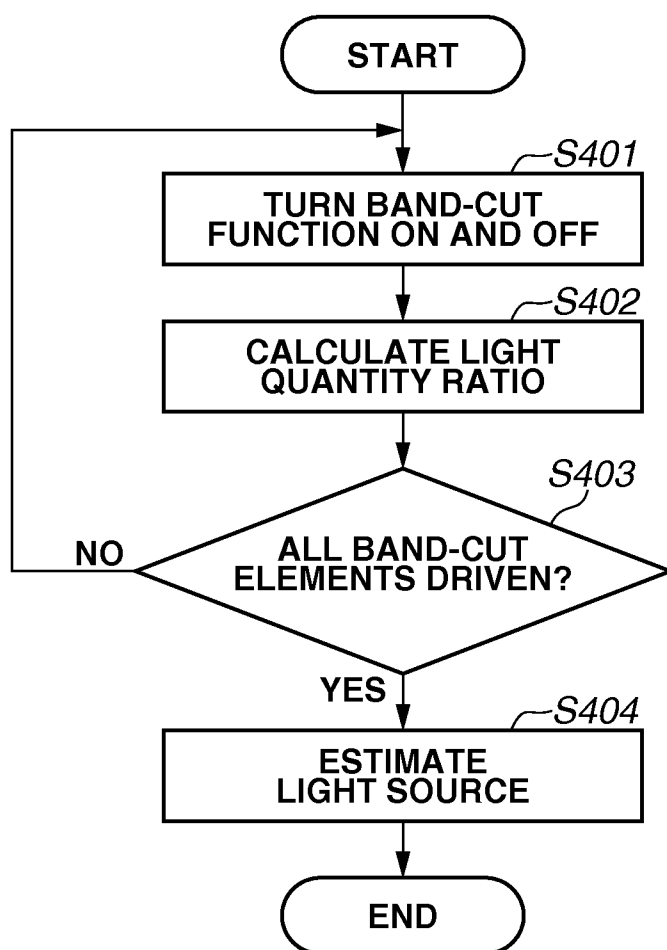 START
S401
TURN BAND-CUT
FUNCTION ON AND OFF
S402
CALCULATE LIGHT
QUANTITY RATIO
S403
ALL BAND-CUT
ELEMENTS DRIVEN?
NO
YES
S404
ESTIMATE
LIGHT SOURCE
END